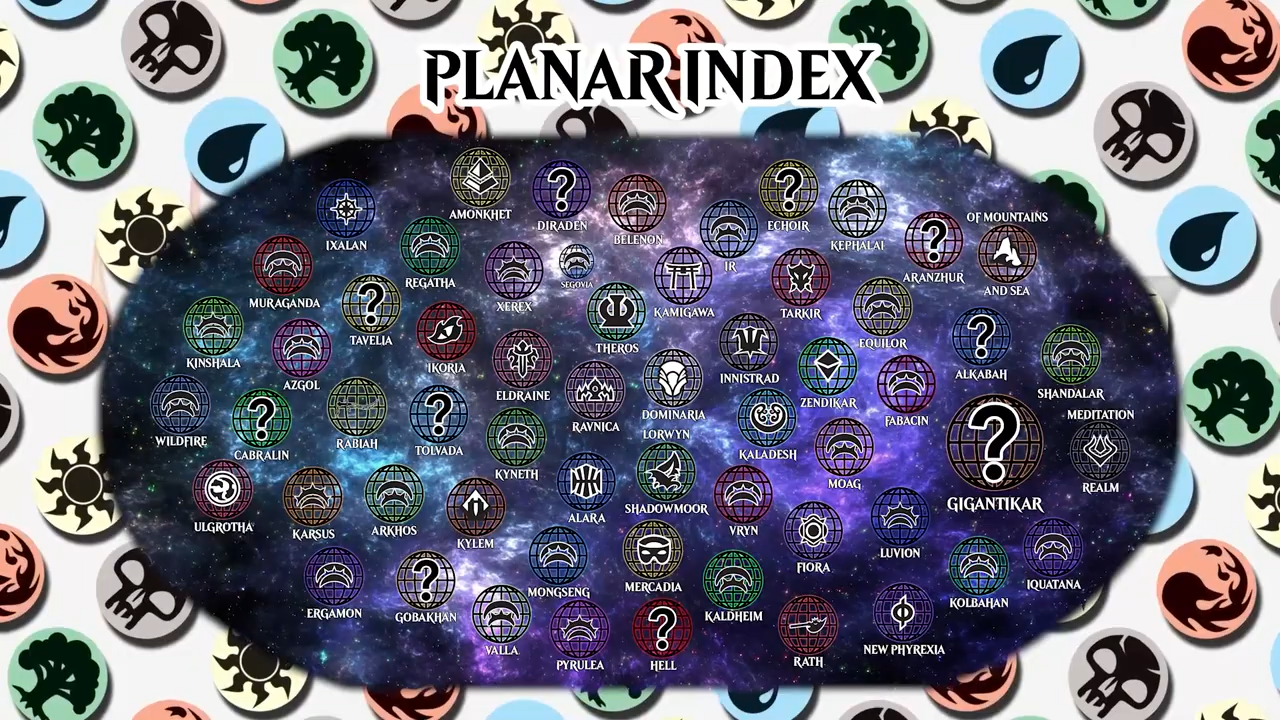 PLANAR INDEX
AMONKHET
DIRADEN
BELENON
IXALAN
ECHOIR
KEPHALAI
OF MOUNTAINS
AND SEA
REGATHA
IR
ARANZHUR
MURAGANDA
XEREX
SEGOVIA
KAMIGAWA
TARKIR
TAVELIA
THEROS
EQUILOR
KINSHALA
AZGOL
IKORIA
INNISTRAD
ALKABAH
ELDRAINE
ZENDIKAR
SHANDALAR
WILDFIRE
CABRALIN
RABIAH
TOLVADA
RAVNICA
DOMINARIA
FABACIN
MEDITATION
REALM
KYNETH
LORWYN
SHADOWMOOR
KALADESH
MOAG
GIGANTIKAR
ULGROTHA
KARSUS
ARKHOS
KYLEM
ALARA
VRYN
FIORA
LUVION
ERGAMON
GOBAKHAN
MONGSENG
MERCADIA
KALDHEIM
KOLBAHAN
IQUATANA
VALLA
PYRULEA
HELL
RATH
NEW PHYREXIA